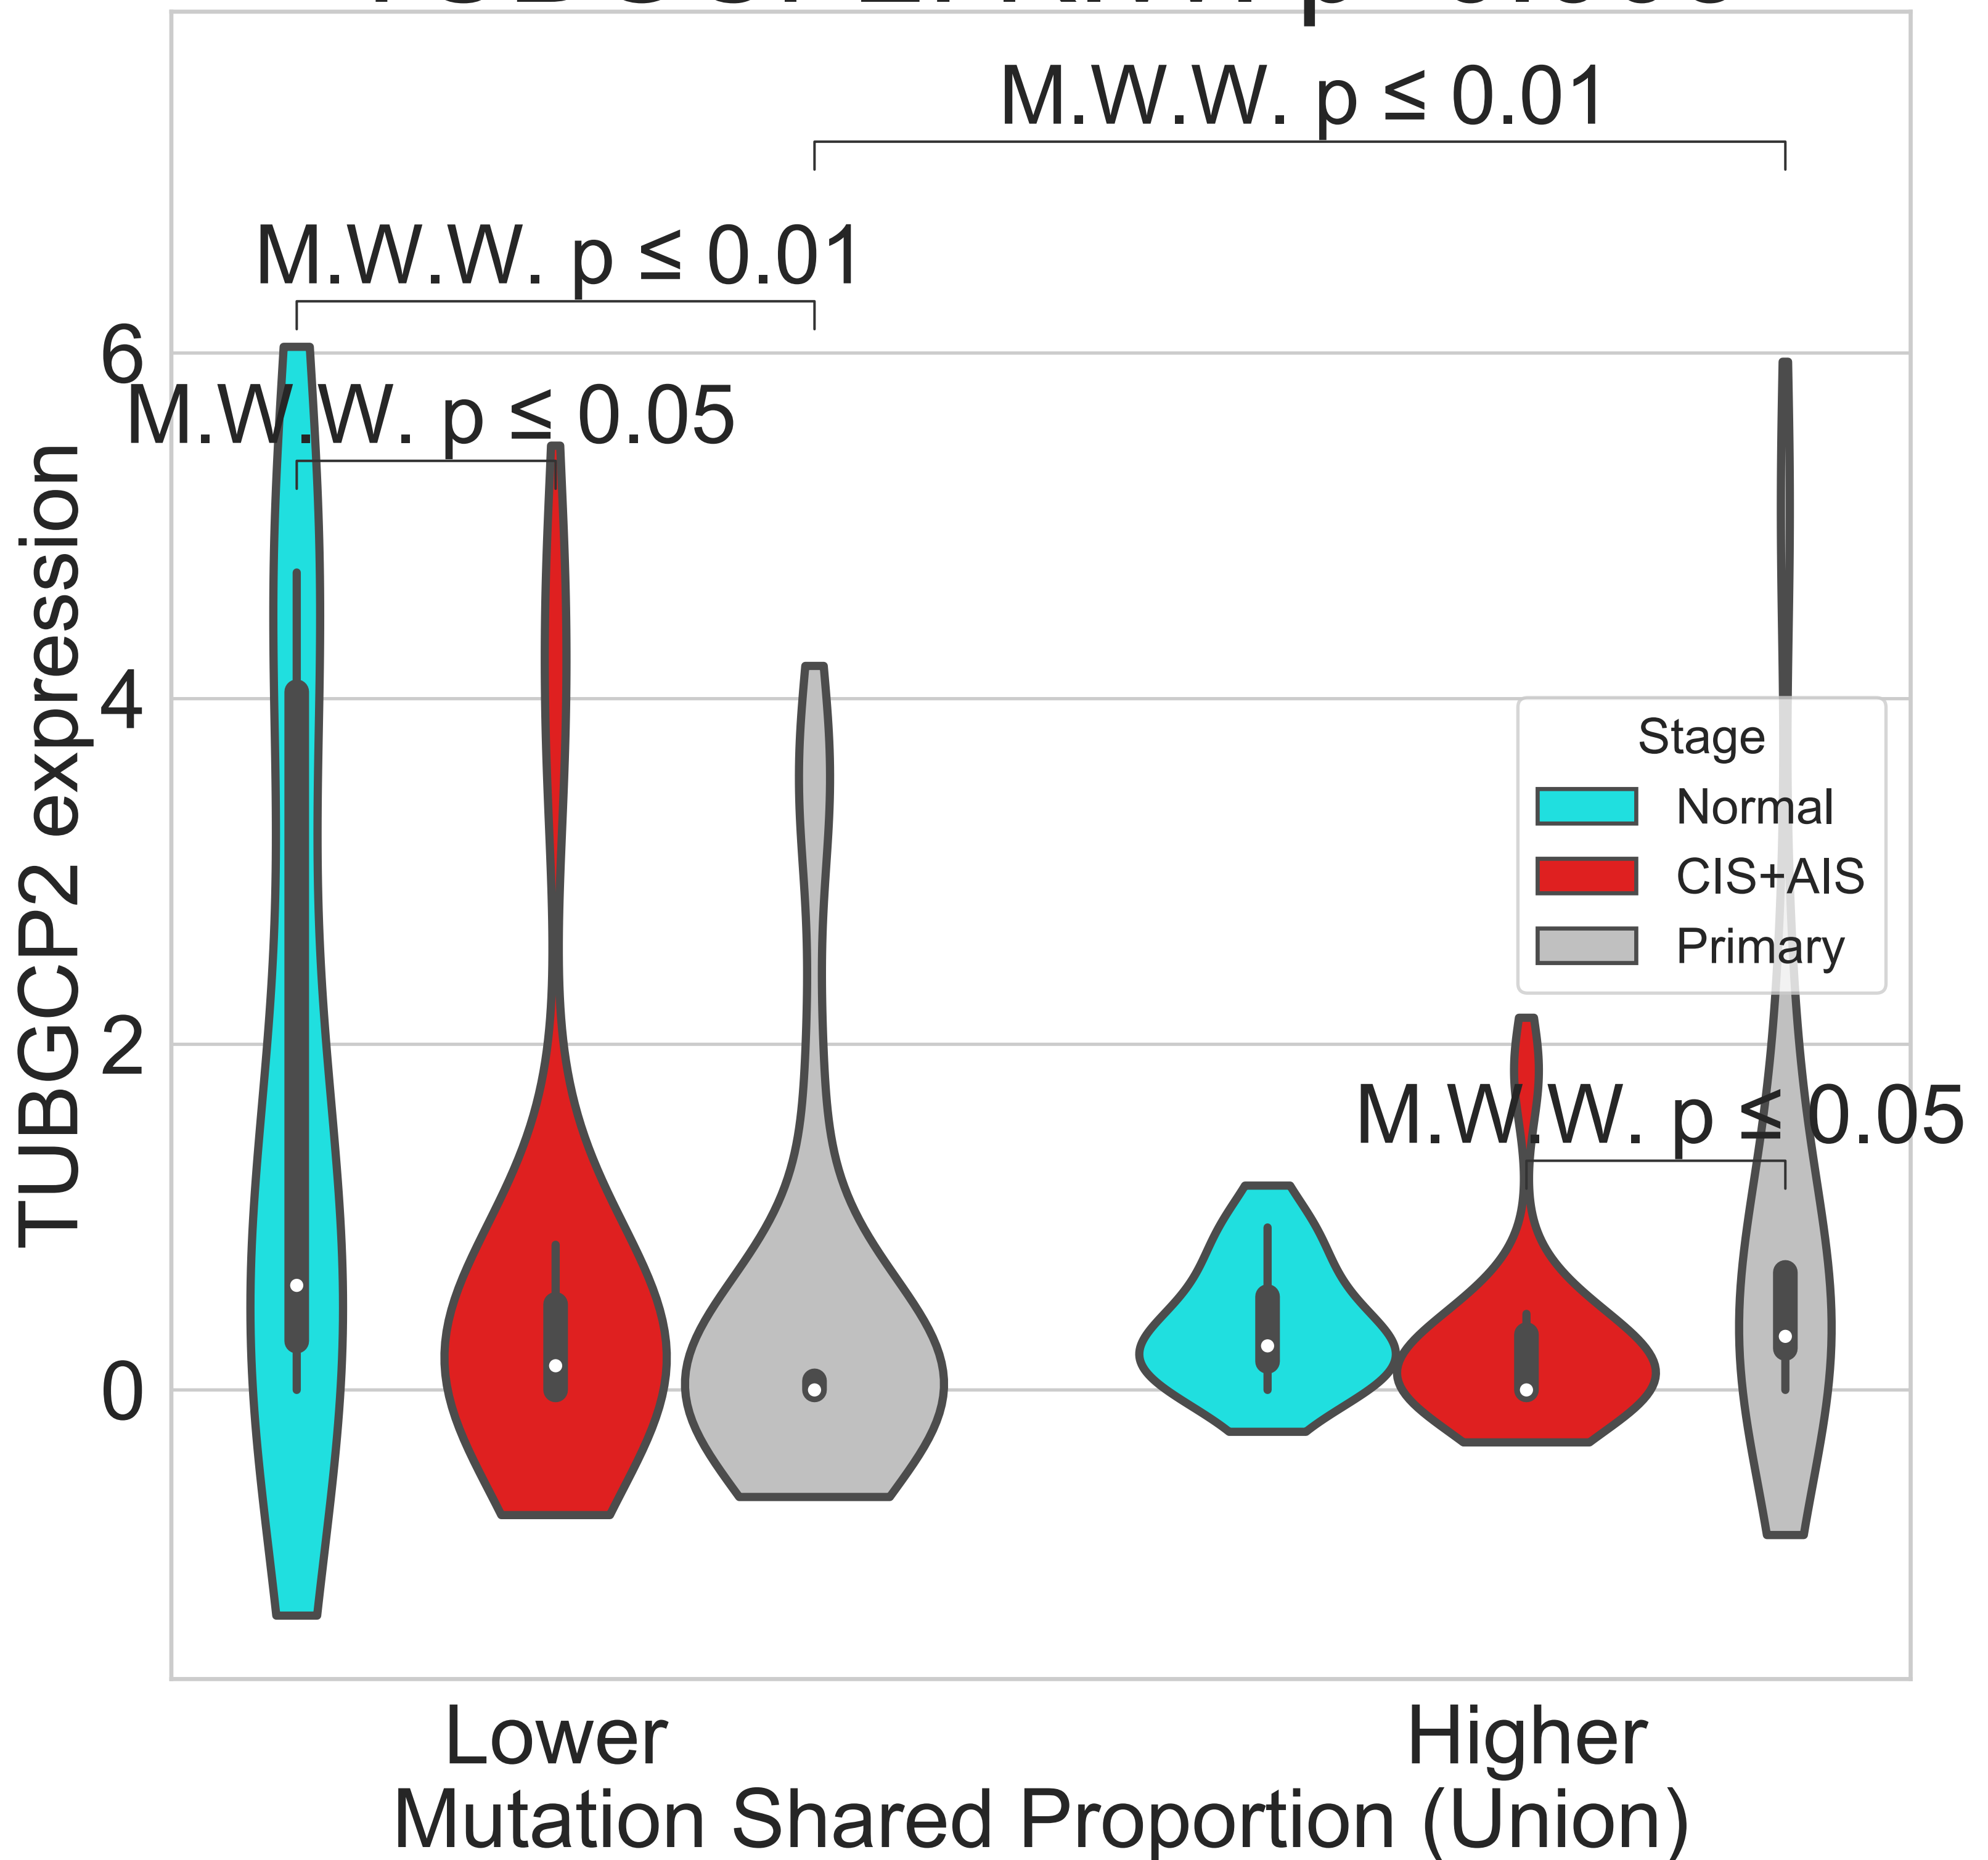 M.W.W. p ≤ 0.01
M.W.W. p ≤ 0.01
6
M.W.W. p ≤ 0.05
TUBGCP2 expression
4
Stage
Normal
CIS+AIS
Primary
2
M.W.W. p ≤ 0.05
0
Lower
Higher
Mutation Shared Proportion (Union)